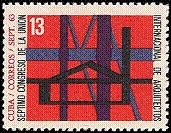 CUBA / CORREOS / SEPT. 63
SEPTIMO CONGRESO DE LA UNION
13
INTERNACIONAL DE ARQUITECTOS